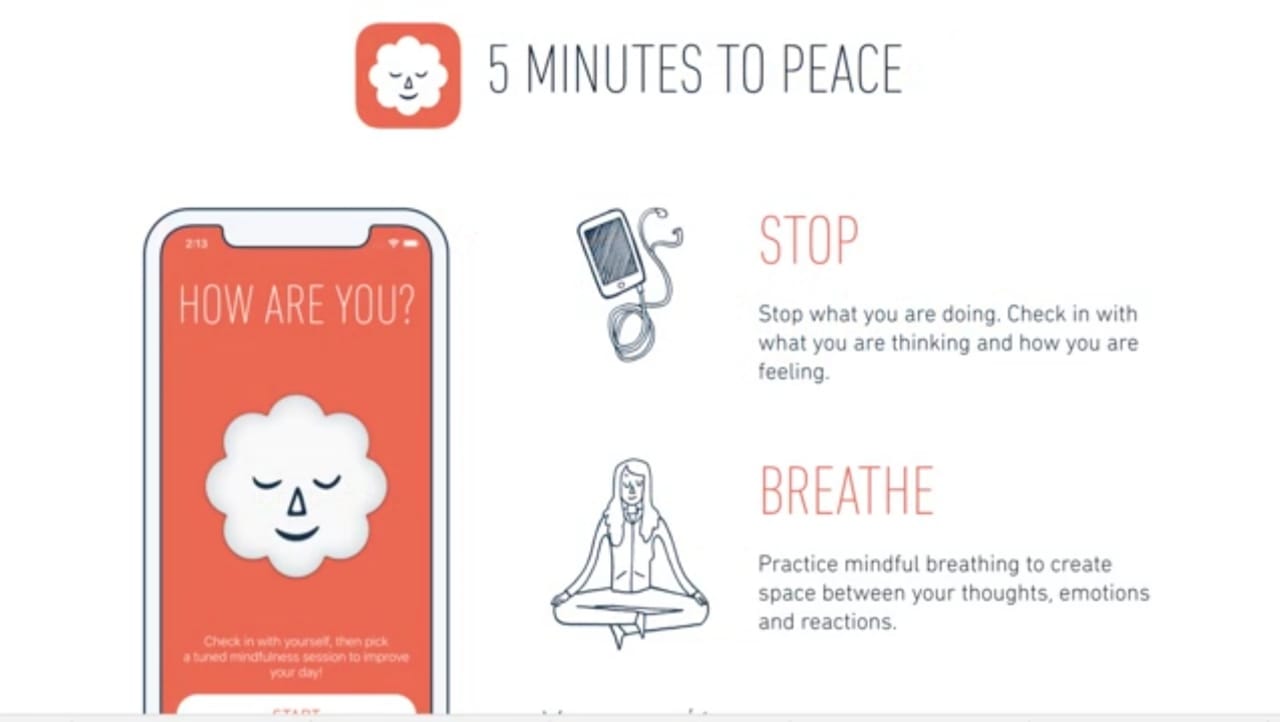 5 MINUTES TO PEACE
2:13
HOW ARE YOU?
Check in with yourself, then pick
a tuned mindfulness session to improve
your day!
START
STOP
Stop what you are doing. Check in with
what you are thinking and how you are
feeling.
BREATHE
Practice mindful breathing to create
space between your thoughts, emotions
and reactions.